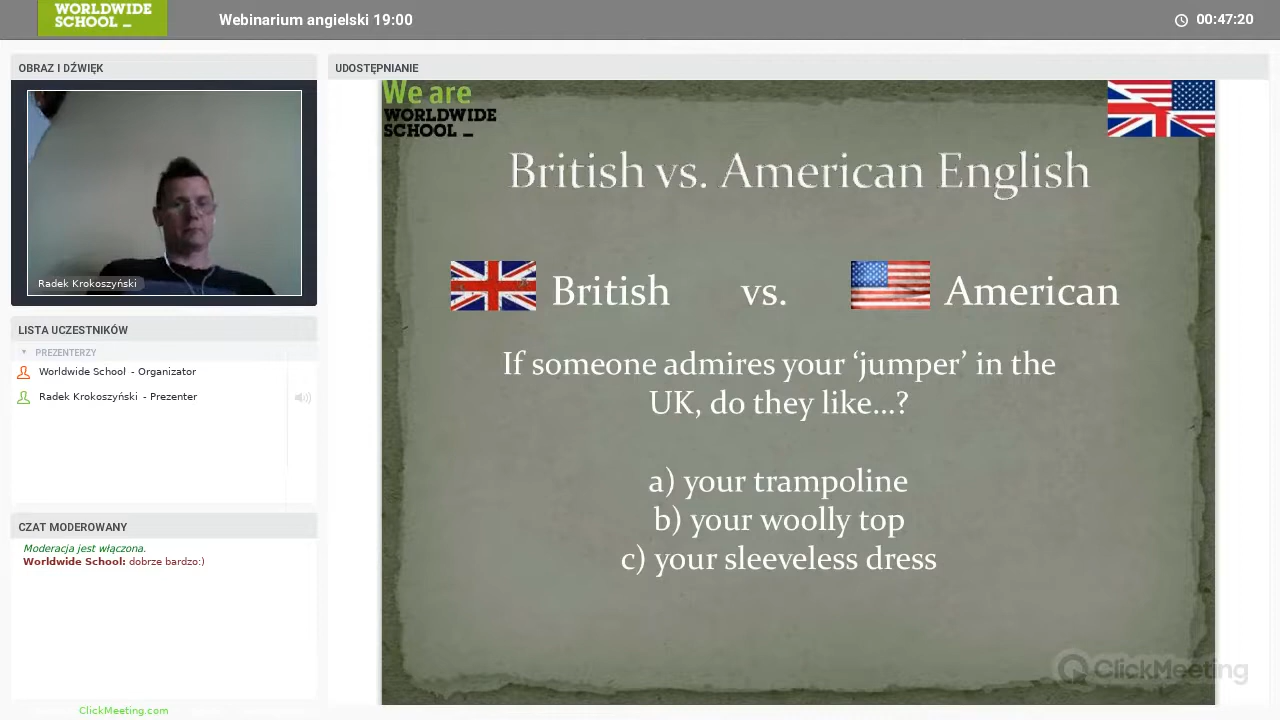 WORLDWIDE
SCHOOL _
Webinarium angielski 19:00
00:47:20
OBRAZ I DŹWIĘK
Radek Krokoszyński
LISTA UCZESTNIKÓW
PREZENTERZY
Worldwide School - Organizator
Radek Krokoszyński - Prezenter
CZAT MODEROWANY
Moderacja jest włączona.
Worldwide School: dobrze bardzo:)
ClickMeeting.com
UDOSTĘPNIANIE
We are
WORLDWIDE
SCHOOL _
British vs. American English
British vs. American
If someone admires your ‘jumper’ in the
UK, do they like...?
a) your trampoline
b) your woolly top
c) your sleeveless dress
ClickMeeting